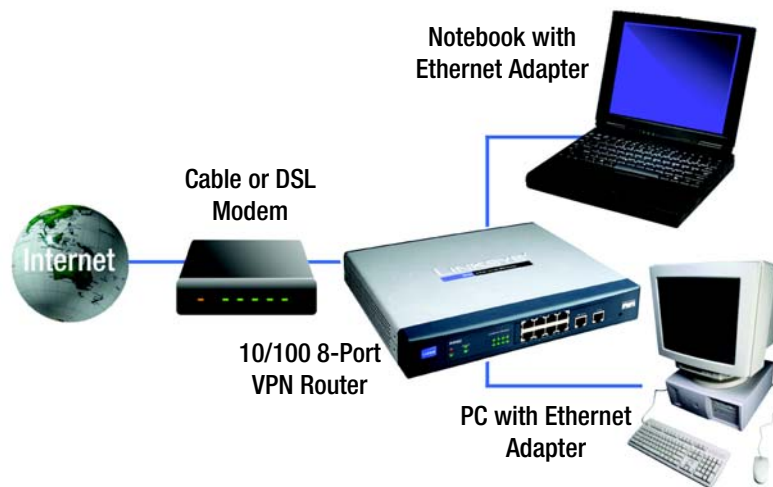 Notebook with
Ethernet Adapter
Cable or DSL
Modem
Internet
LINKSYS
10/100 8-Port
VPN Router
PC with Ethernet
Adapter